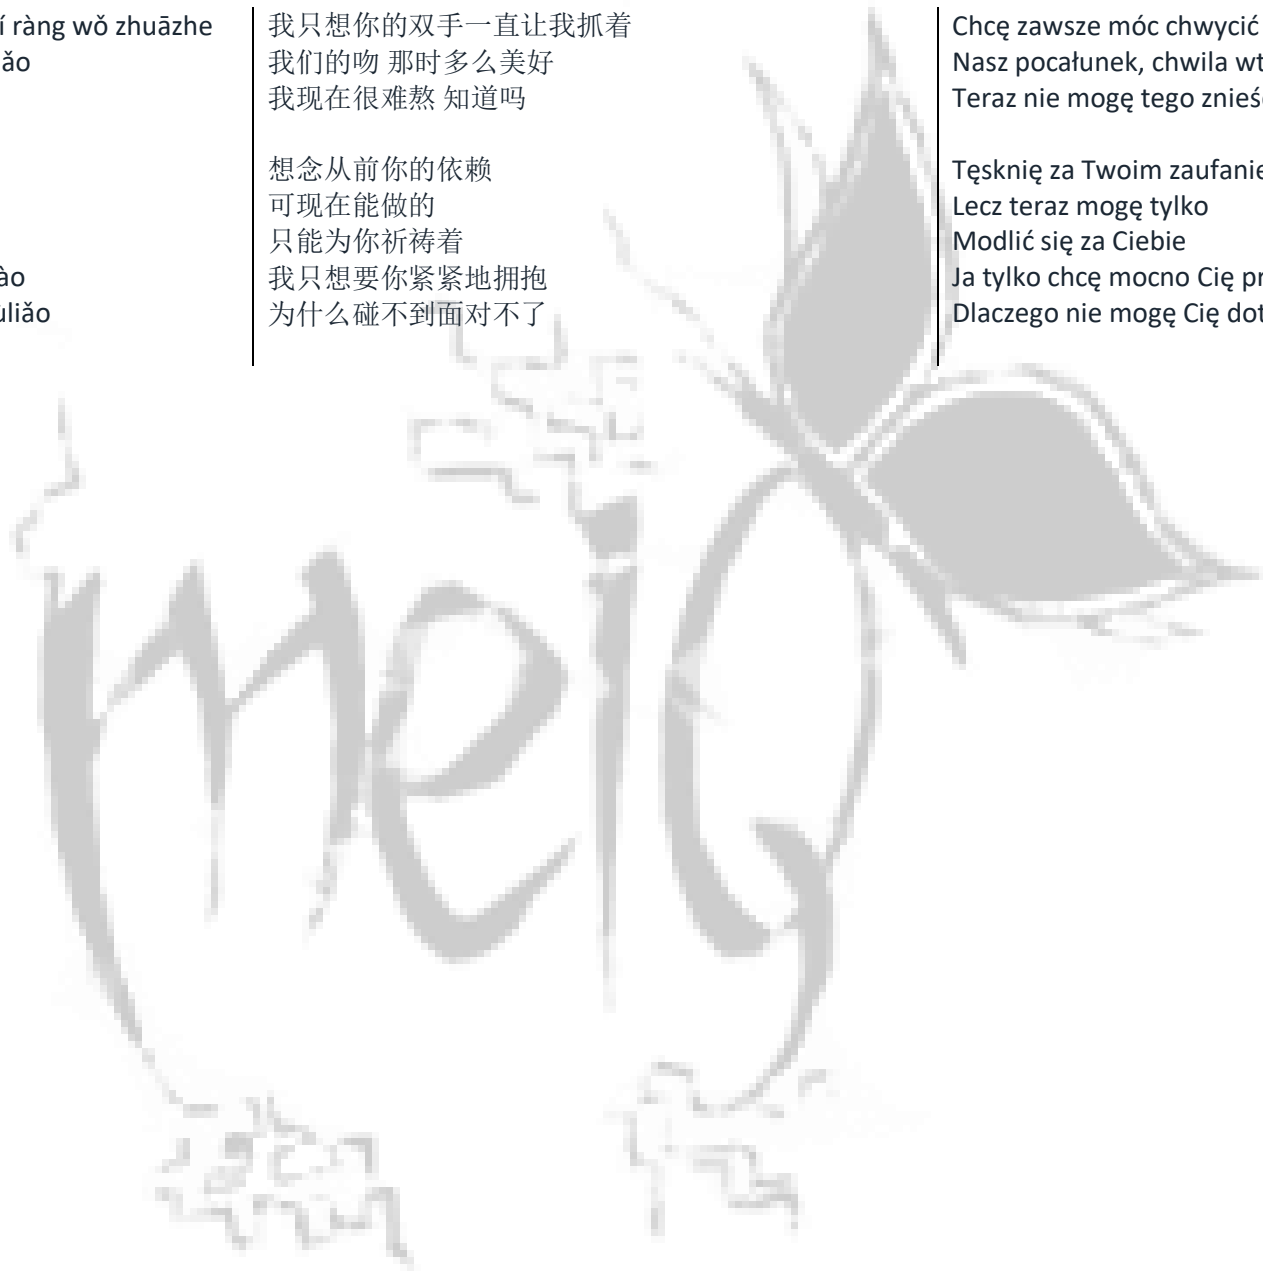 ràng wǒ zhuāzhe
我只想你的双手一直让我抓着
我们的吻 那时多么美好
我现在很难熬 知道吗
想念从前你的依赖
可现在能做的
只能为你祈祷着
我只想要你紧紧地拥抱
为什么碰不到面对不了
Chcę zawsze móc chwycić
Nasz pocałunek, chwila
Teraz nie mogę tego
Tęsknię za Twoim
Lecz teraz mogę tylko
Modlić się za Ciebie
Ja tylko chcę mocno Cię
Dlaczego nie mogę Cię